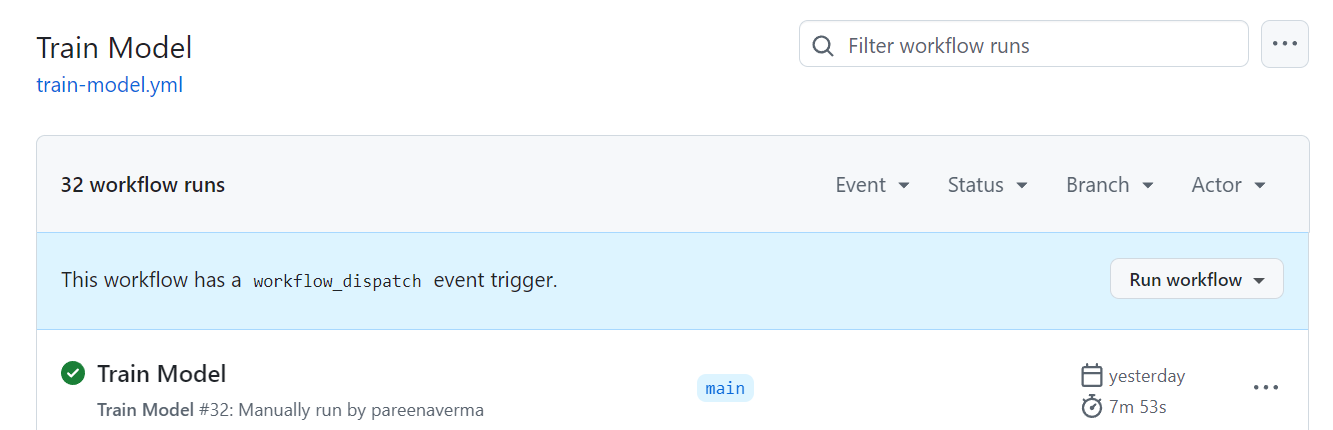 Train Model
Filter workflow runs
train-model.yml
32 workflow runs
Event
Status
Branch
Actor
This workflow has a workflow_dispatch event trigger.
Run workflow
Train Model
main
yesterday
Train Model #32: Manually run by pareenaverma
7m 53s